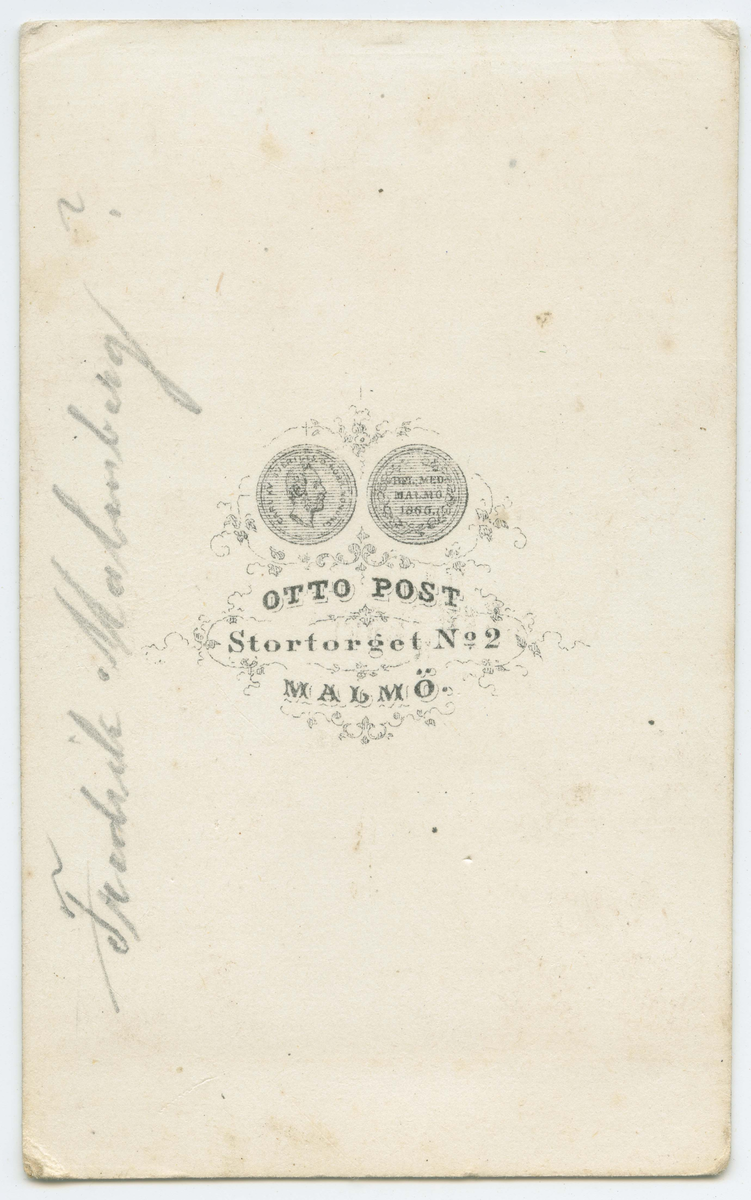 Fredrik Malmberg ?
BEL. MED.
MALMÖ
1865.
OTTO POST
Stortorget No 2
MALMÖ.